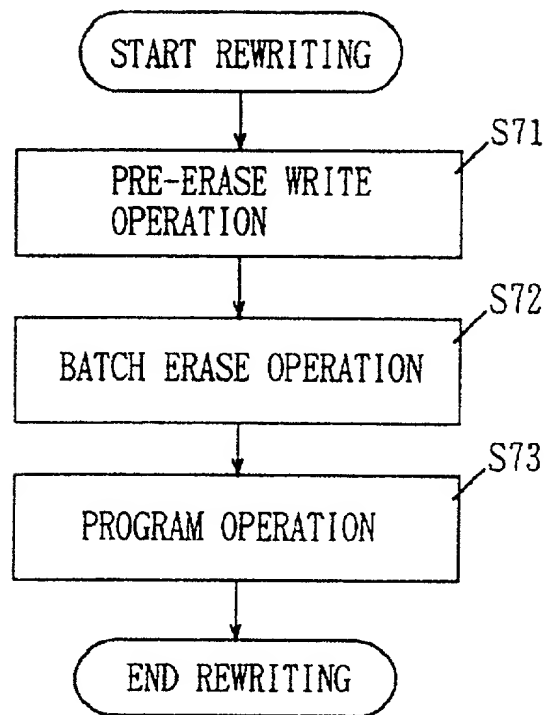 START REWRITING
S71
PRE-ERASE WRITE
OPERATION
S72
BATCH ERASE OPERATION
S73
PROGRAM OPERATION
END REWRITING